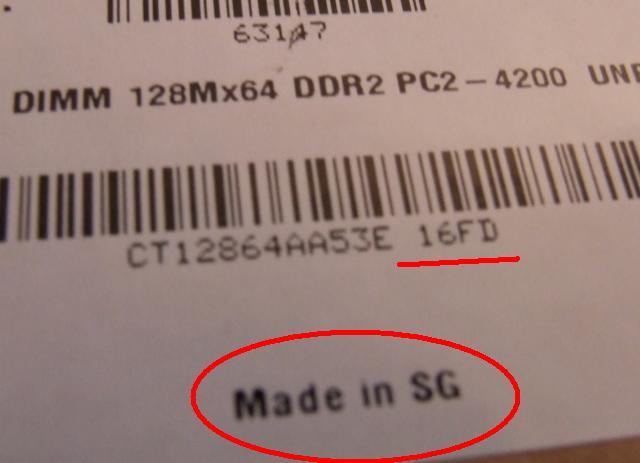 63147
DIMM 128Mx64 DDR2 PC2-4200
CT12864AA53E 16FD
Made in SG